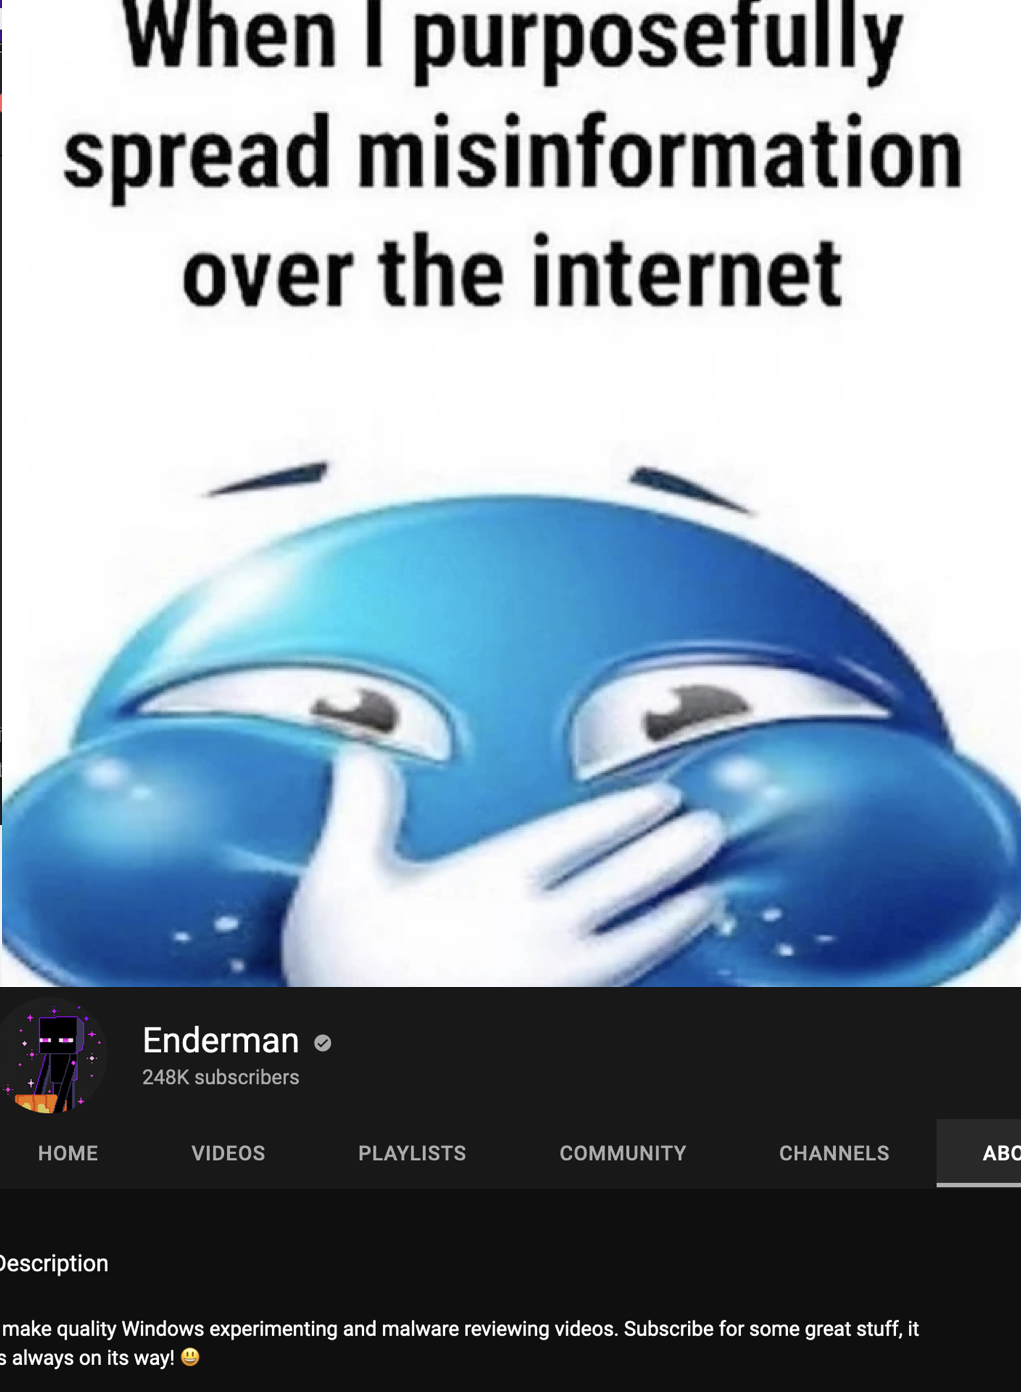 When I purposefully
spread misinformation
over the internet
Enderman
248K subscribers
HOME VIDEOS PLAYLISTS COMMUNITY CHANNELS ABO
Description
make quality Windows experimenting and malware reviewing videos. Subscribe for some great stuff, it
s always on its way! 😃